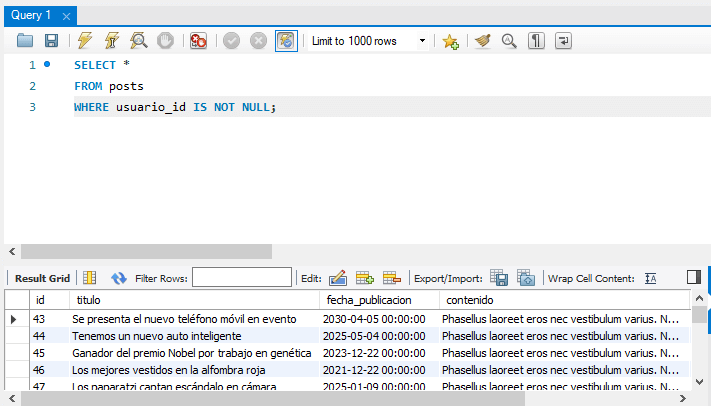 Query 1
Limit to 1000 rows
1 SELECT *
2 FROM posts
3 WHERE usuario_id IS NOT NULL;
Result Grid Filter Rows: Edit: Export/Import: Wrap Cell Content:
id titulo fecha_publicacion contenido
43 Se presenta el nuevo teléfono móvil en evento 2030-04-05 00:00:00 Phasellus laoreet eros nec vestibulum varius. N...
44 Tenemos un nuevo auto inteligente 2025-05-04 00:00:00 Phasellus laoreet eros nec vestibulum varius. N...
45 Ganador del premio Nobel por trabajo en genética 2023-12-22 00:00:00 Phasellus laoreet eros nec vestibulum varius. N...
46 Los mejores vestidos en la alfombra roja 2021-12-22 00:00:00 Phasellus laoreet eros nec vestibulum varius. N...
47 Los paparatzi captan escándalo en cámara 2025-01-09 00:00:00 Phasellus laoreet eros nec vestibulum varius. N...